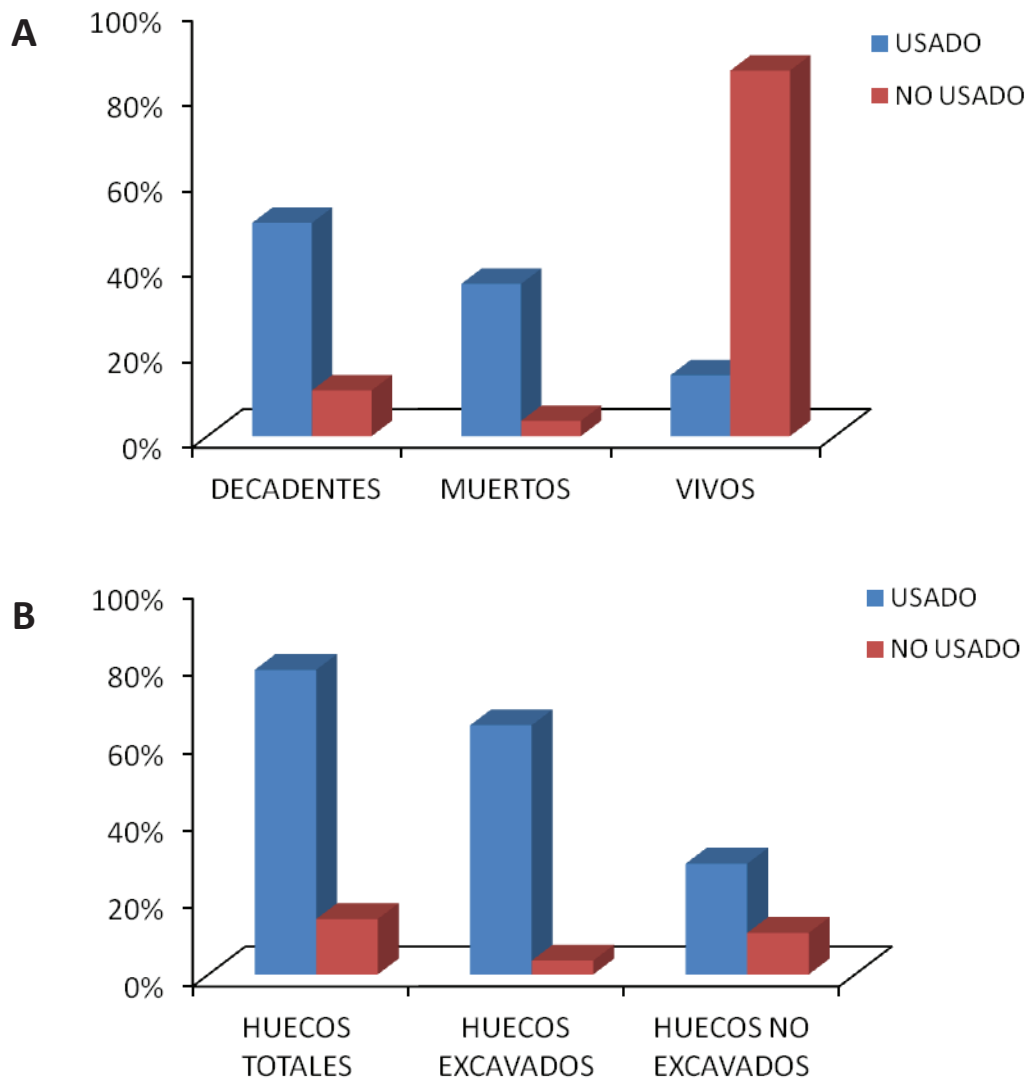 A
100%
80%
60%
40%
20%
0%
USADO
NO USADO
DECADENTES
MUERTOS
VIVOS
B
100%
80%
60%
40%
20%
0%
USADO
NO USADO
HUECOS
TOTALES
HUECOS
EXCAVADOS
HUECOS NO
EXCAVADOS